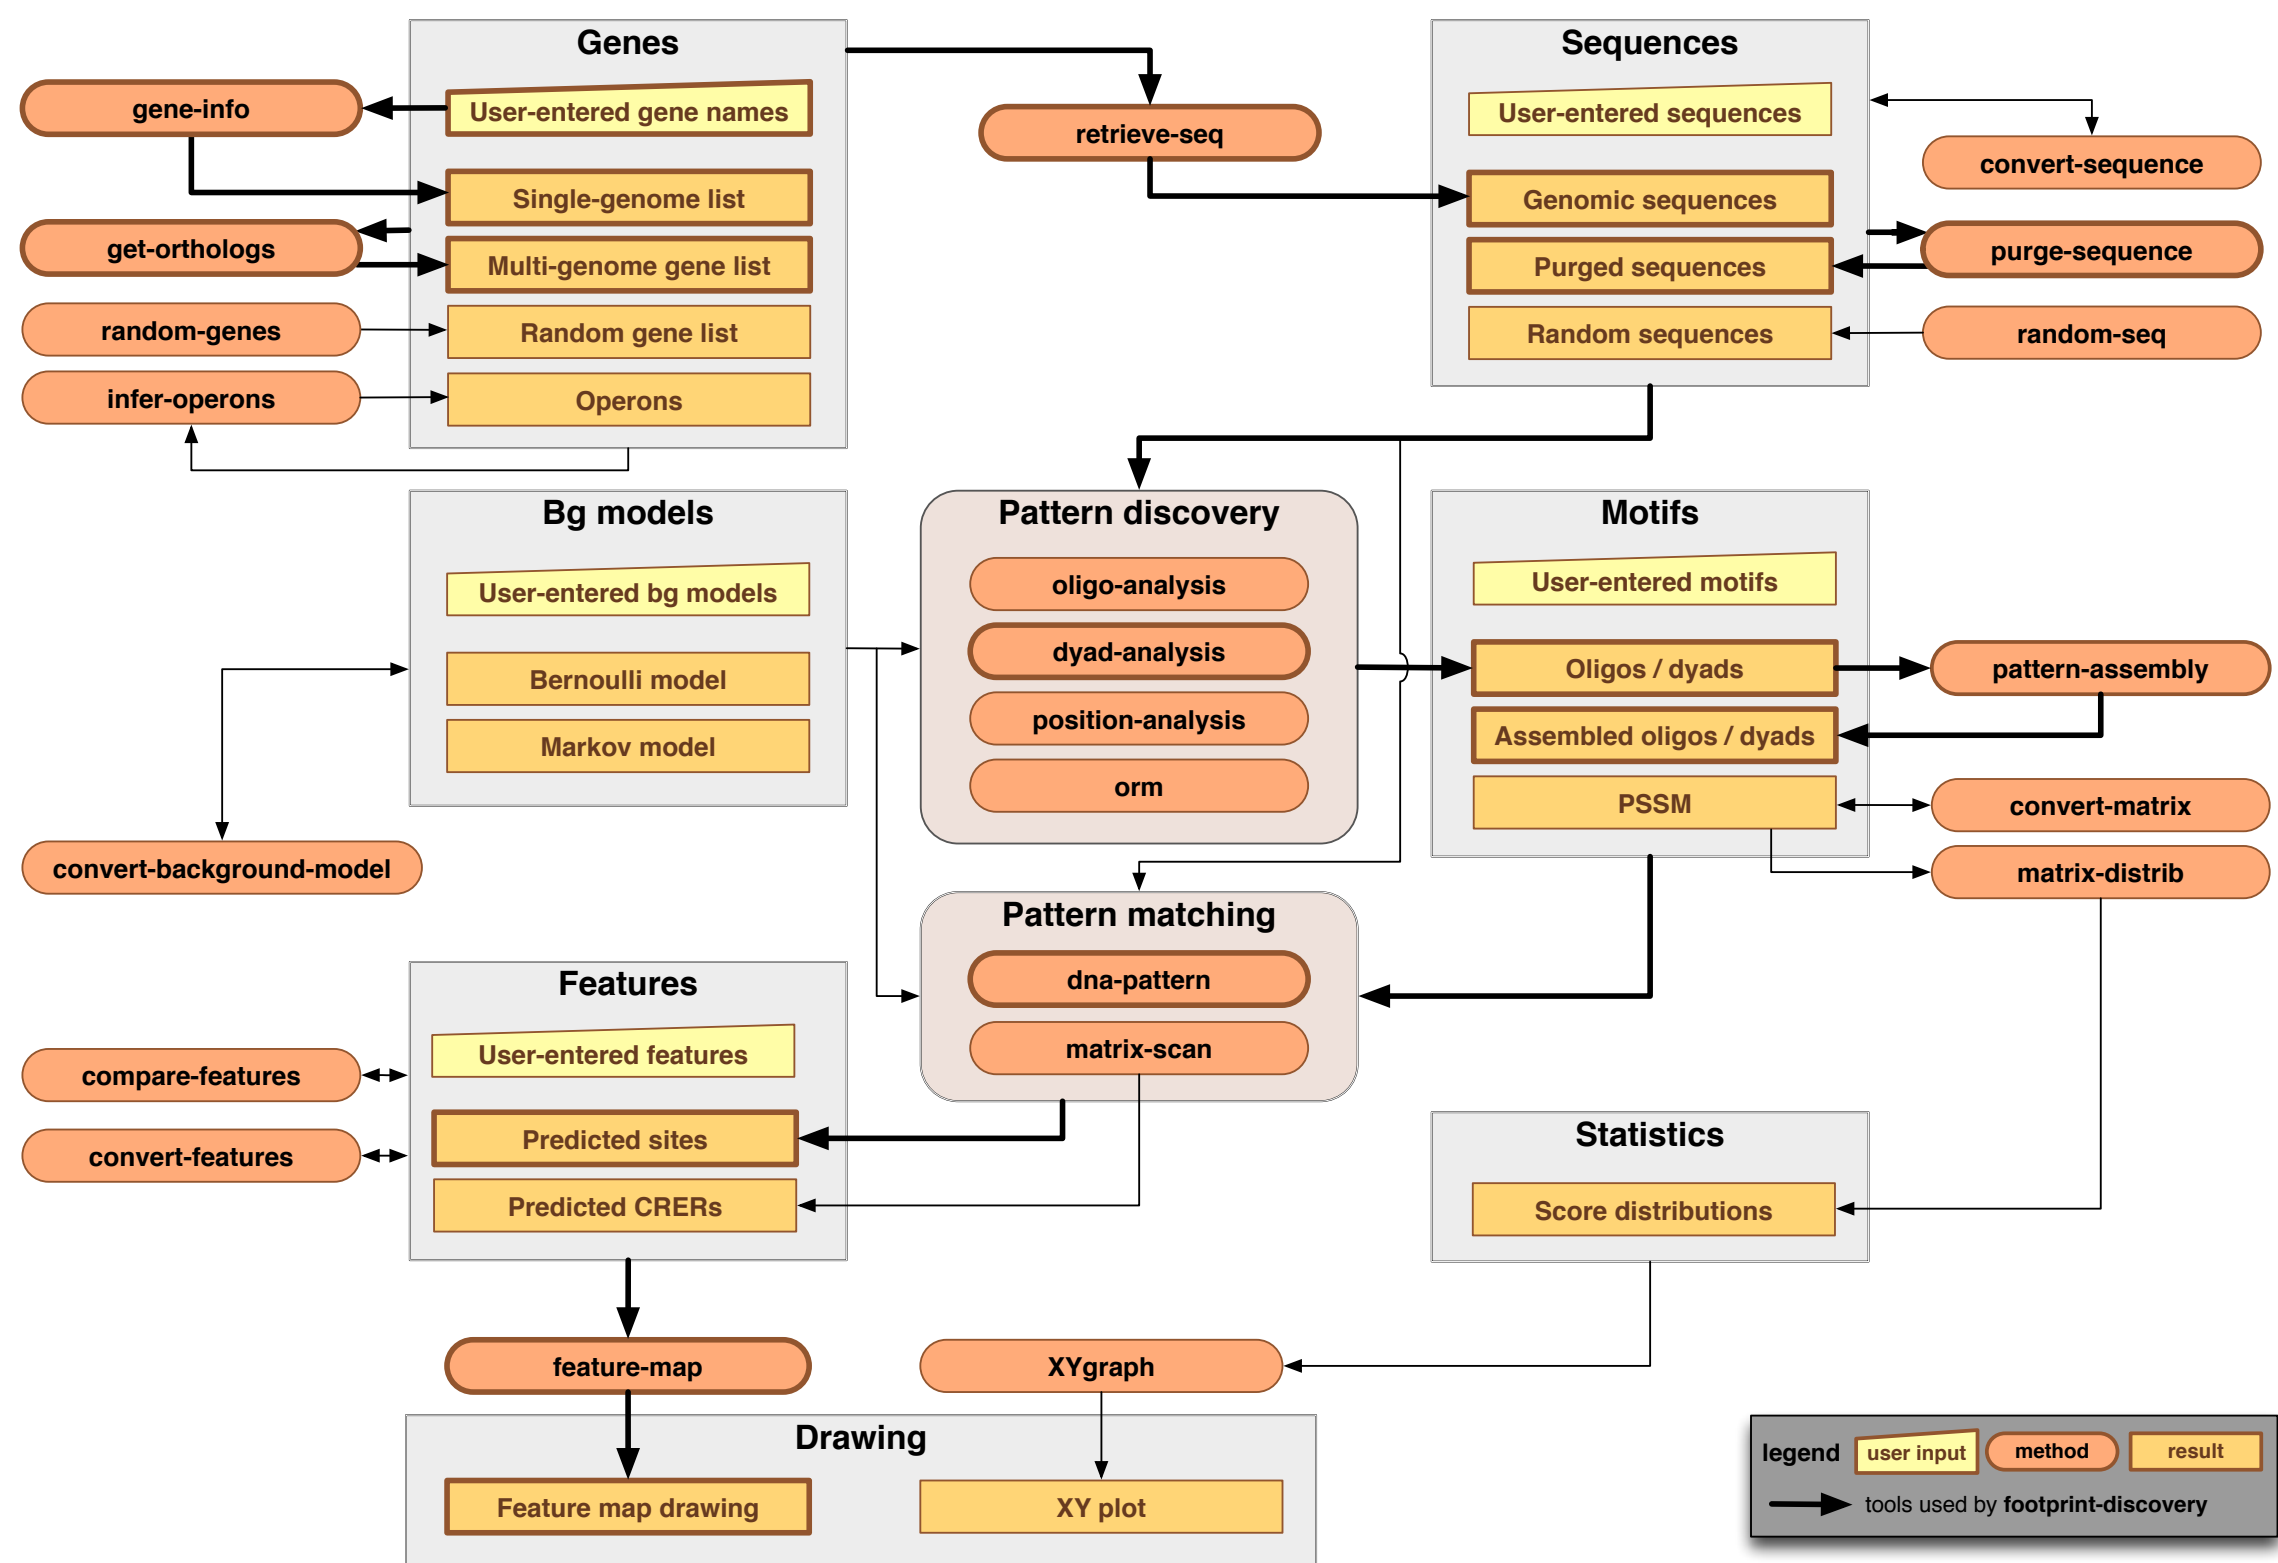 Genes
User-entered gene names
Single-genome list
Multi-genome gene list
Random gene list
Operons
gene-info
get-orthologs
random-genes
infer-operons
retrieve-seq
Sequences
User-entered sequences
Genomic sequences
Purged sequences
Random sequences
convert-sequence
purge-sequence
random-seq
Bg models
User-entered bg models
Bernoulli model
Markov model
convert-background-model
Pattern discovery
oligo-analysis
dyad-analysis
position-analysis
orm
Motifs
User-entered motifs
Oligos / dyads
Assembled oligos / dyads
PSSM
pattern-assembly
convert-matrix
matrix-distrib
Pattern matching
dna-pattern
matrix-scan
Features
User-entered features
Predicted sites
Predicted CRERs
compare-features
convert-features
Statistics
Score distributions
feature-map
XYgraph
Drawing
Feature map drawing
XY plot
legend user input method result
tools used by footprint-discovery